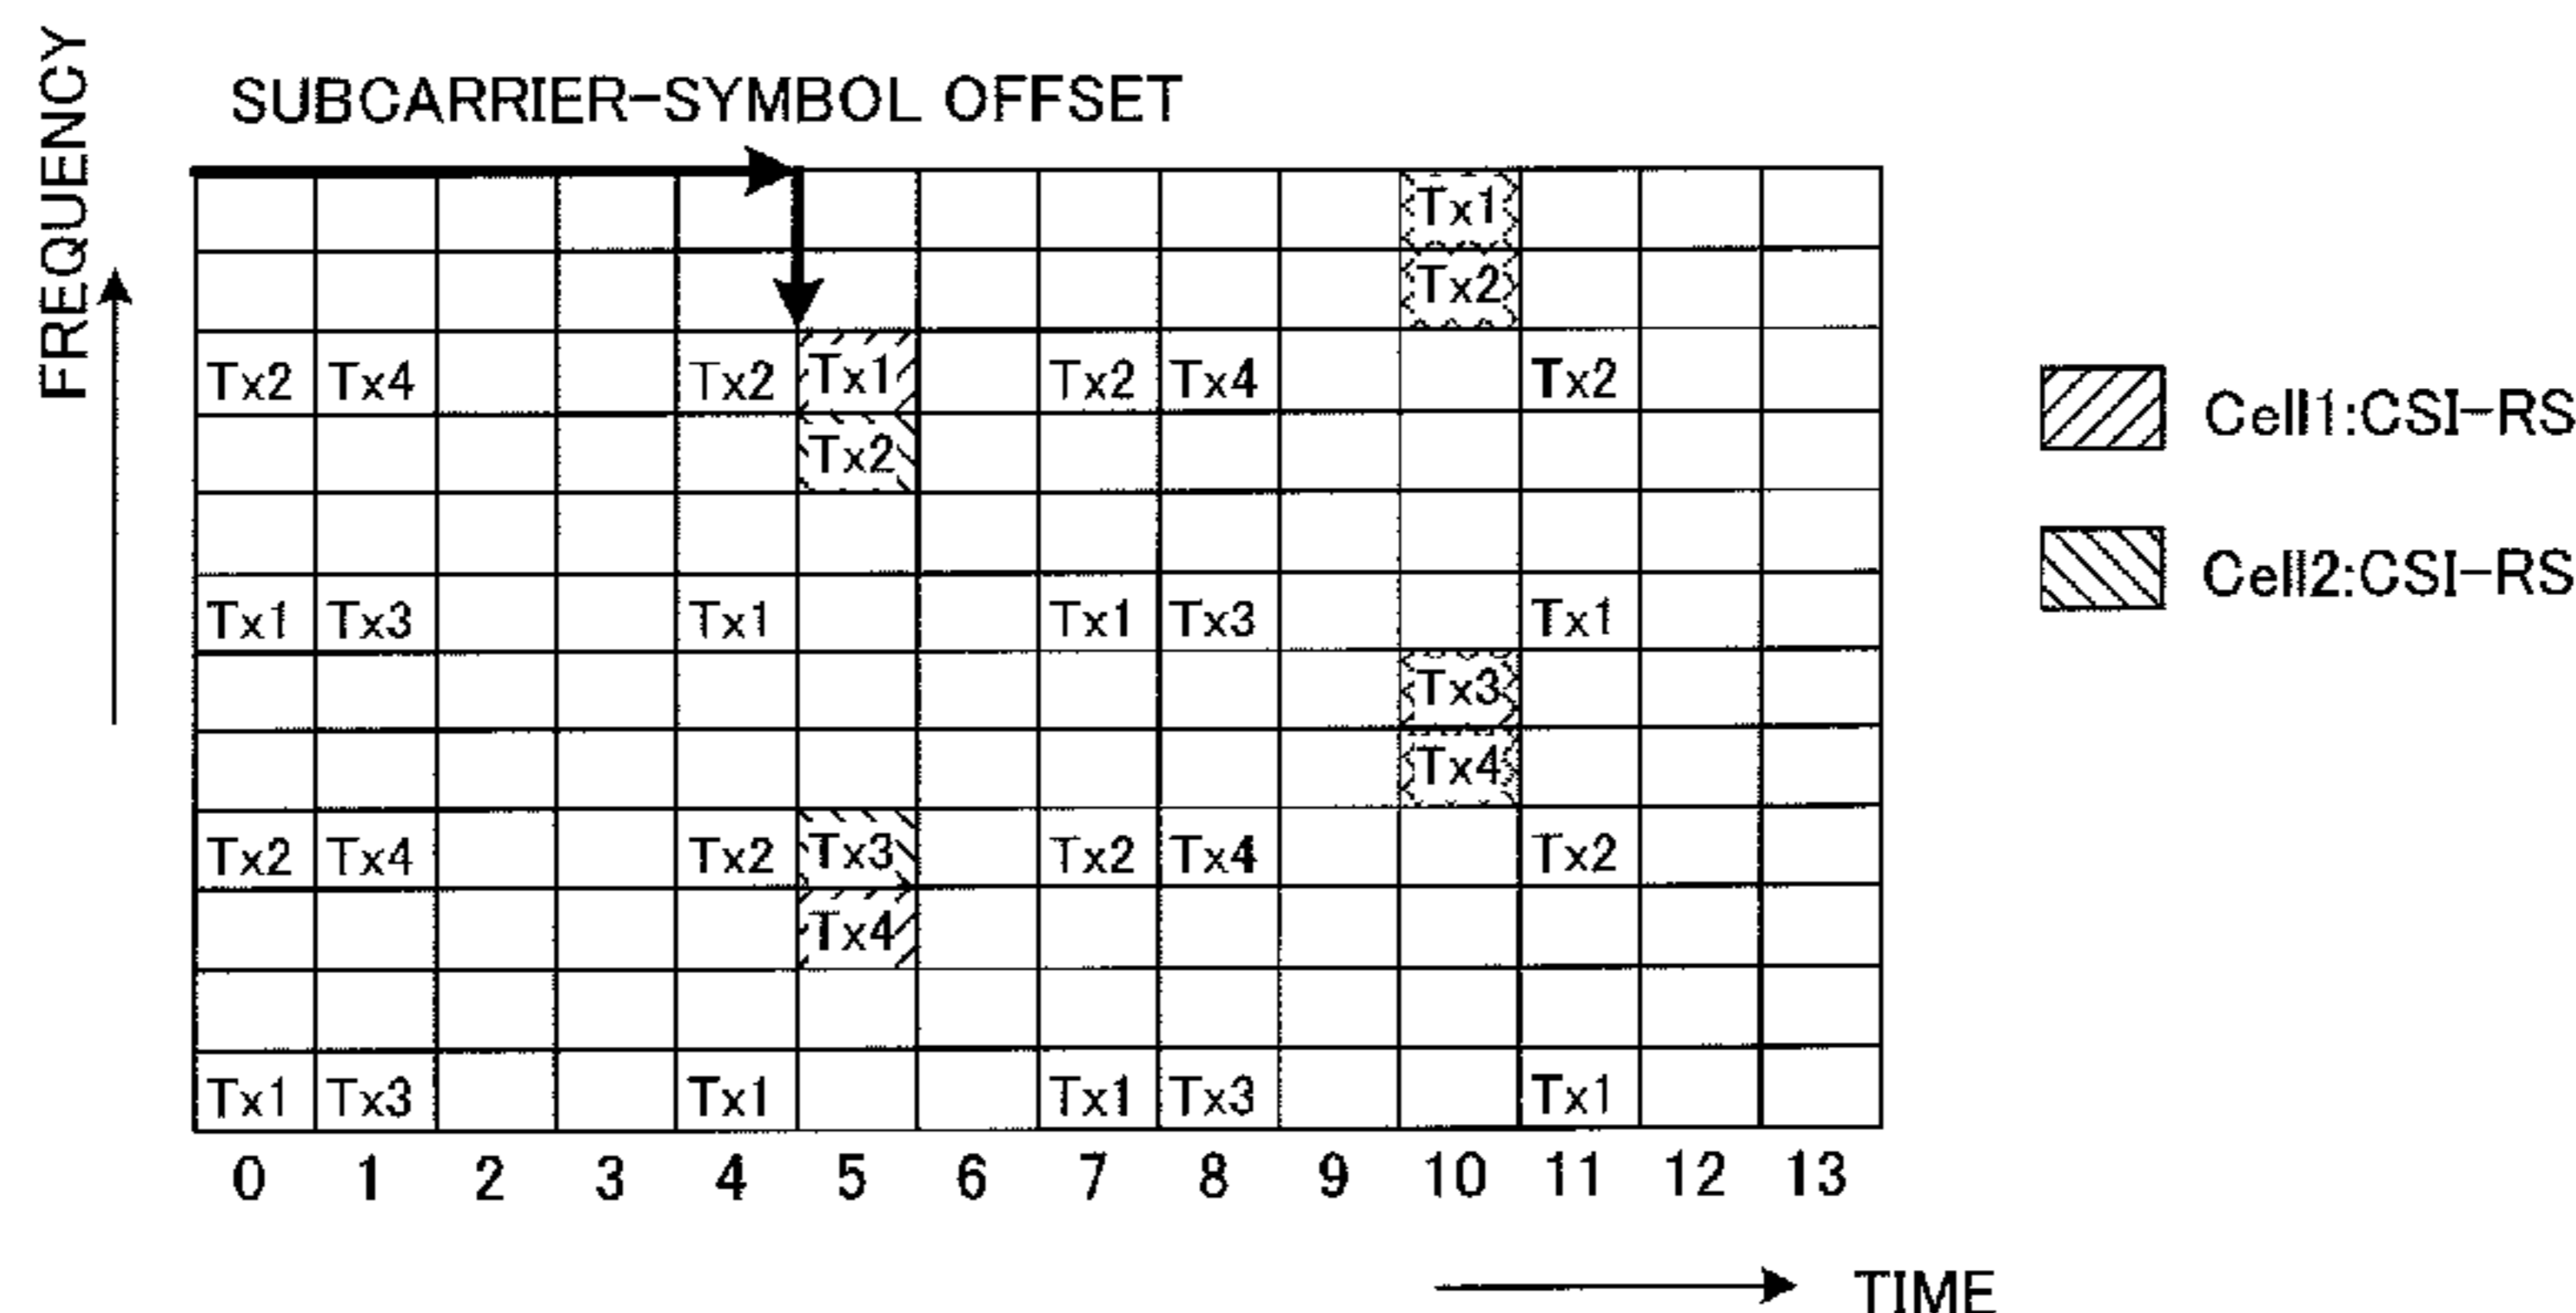 SUBCARRIER-SYMBOL OFFSET
FREQUENCY
Tx1
Tx2
Tx2 Tx4 Tx2 Tx1 Tx2 Tx4 Tx2
Tx2
Tx1 Tx3 Tx1 Tx1 Tx3 Tx1
Tx3
Tx4
Tx2 Tx4 Tx2 Tx3 Tx2 Tx4 Tx2
Tx4
Tx1 Tx3 Tx1 Tx1 Tx3 Tx1
0 1 2 3 4 5 6 7 8 9 10 11 12 13
TIME
Cell1:CSI-RS
Cell2:CSI-RS